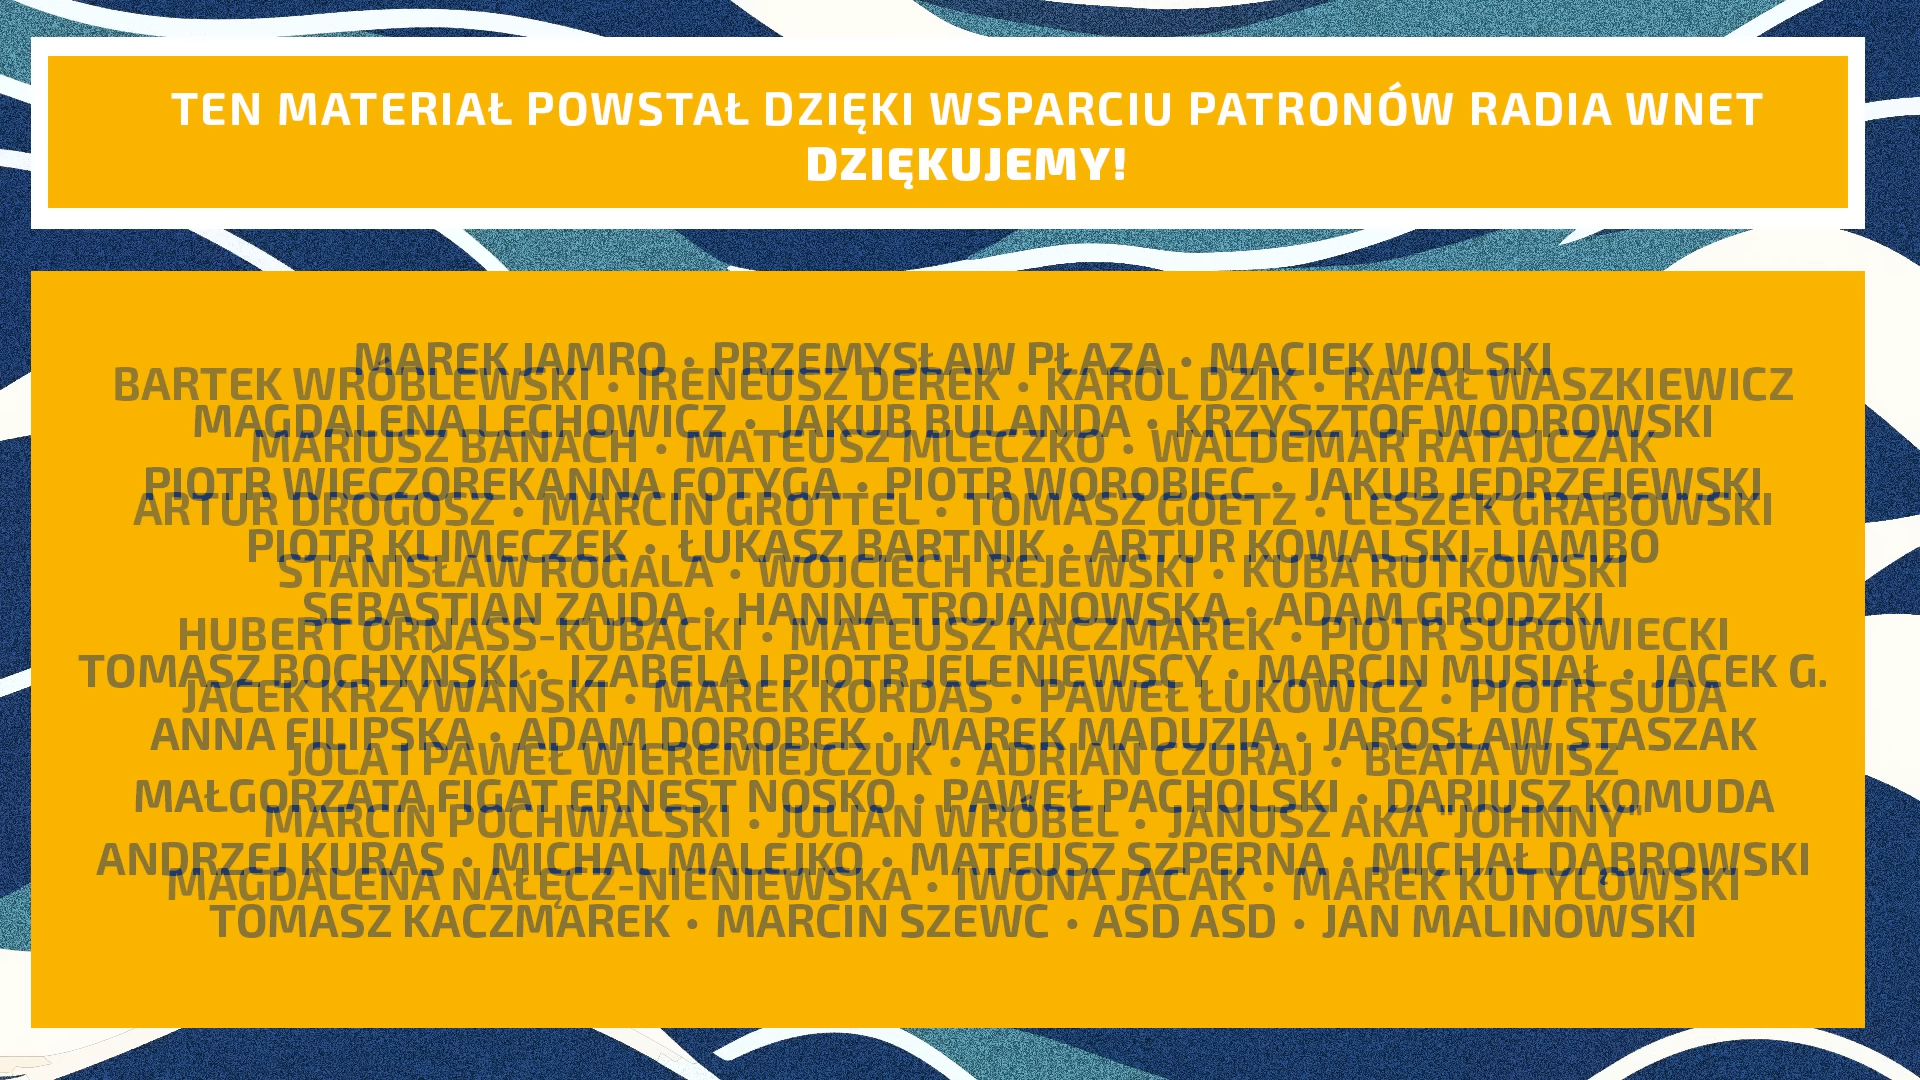 TEN MATERIAŁ POWSTAŁ DZIĘKI WSPARCIU PATRONÓW RADIA WNET
DZIĘKUJEMY!
MAREK JAMRO • PRZEMYSŁAW PŁAZA • MACIEK WOLSKI
BARTEK WRÓBLEWSKI • IRENEUSZ DEREK • KAROL DZIK • RAFAŁ WASZKIEWICZ
MAGDALENA LECHOWICZ • JAKUB BULANDA • KRZYSZTOF WODROWSKI
MARIUSZ BANACH • MATEUSZ MLECZKO • WALDEMAR RATAJCZAK
PIOTR WIECZOREKANNA FOTYGA • PIOTR WOROBIEC • JAKUB JĘDRZEJEWSKI
ARTUR DROGOSZ • MARCIN GROTTEL • TOMASZ GOETZ • LESZEK GRABOWSKI
PIOTR KLIMECZEK • ŁUKASZ BARTNIK • ARTUR KOWALSKI-LIAMBO
STANISŁAW ROGALA • WOJCIECH REJEWSKI • KUBA RUTKOWSKI
SEBASTIAN ZAJDA • HANNA TROJANOWSKA • ADAM GRODZKI
HUBERT ORNASS-KUBACKI • MATEUSZ KACZMAREK • PIOTR SUROWIECKI
TOMASZ BOCHYŃSKI • IZABELA I PIOTR JELENIEWSCY • MARCIN MUSIAŁ • JACEK G.
JACEK KRZYWAŃSKI • MAREK KORDAS • PAWEŁ ŁUKOWICZ • PIOTR SUDA
ANNA FILIPSKA • ADAM DOROBEK • MAREK MADUZIA • JAROSŁAW STASZAK
JOLA I PAWEŁ WIEREMIEJCZUK • ADRIAN CZURAJ • BEATA WISZ
MAŁGORZATA FIGAT ERNEST NOSKO • PAWEŁ PACHOLSKI • DARIUSZ KOMUDA
MARCIN POCHWALSKI • JULIAN WRÓBEL • JANUSZ AKA "JOHNNY"
ANDRZEJ KURAS • MICHAL MALEJKO • MATEUSZ SZPERNA • MICHAŁ DĄBROWSKI
MAGDALENA NAŁĘCZ-NIENIEWSKA • IWONA JACAK • MAREK KUTYŁOWSKI
TOMASZ KACZMAREK • MARCIN SZEWC • ASD ASD • JAN MALINOWSKI